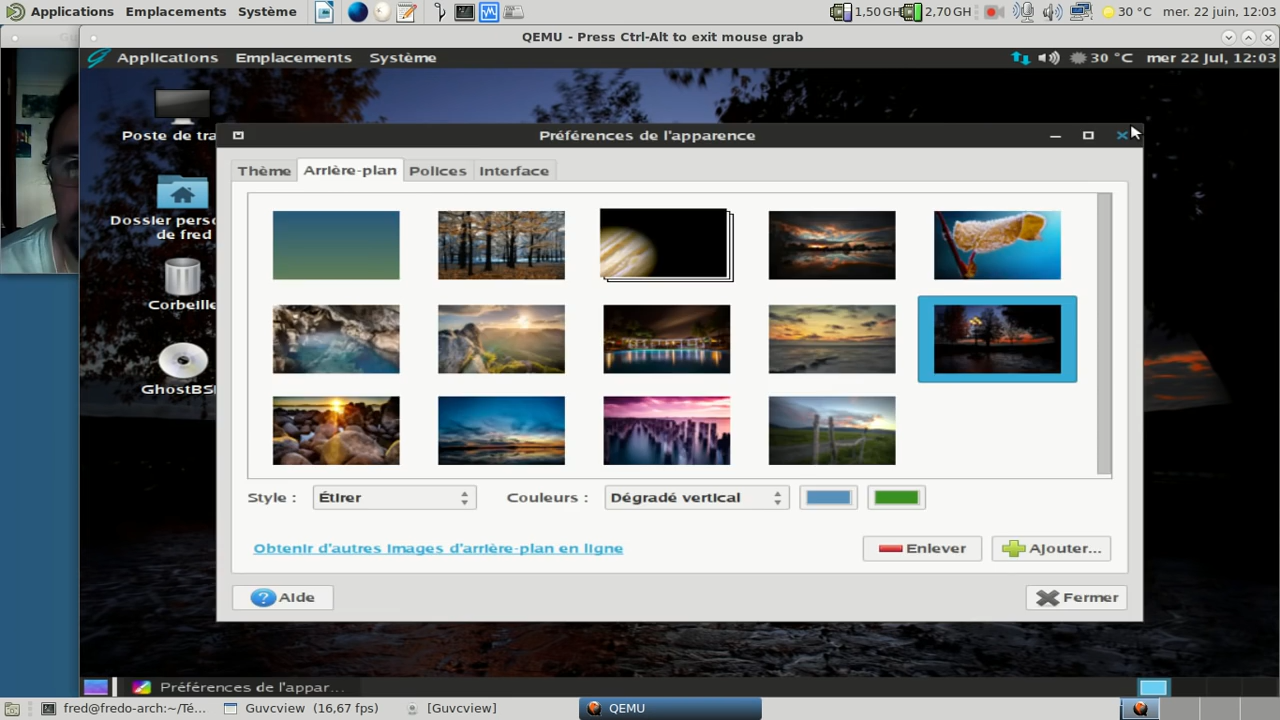 Applications Emplacements Système 1,50 GH 2,70 GH 30 °C mer. 22 juin, 12:03
QEMU - Press Ctrl-Alt to exit mouse grab
Applications Emplacements Système 30 °C mer 22 jui, 12:03
Poste de tra
Dossier perso
de fred
Corbeille
GhostBS
Préférences de l'apparence
Thème Arrière-plan Polices Interface
Style : Étirer Couleurs : Dégradé vertical
Obtenir d'autres images d'arrière-plan en ligne Enlever Ajouter...
Aide Fermer
Préférences de l'appar...
fred@fredo-arch:~/Té... Guvcview (16,67 fps) [Guvcview] QEMU